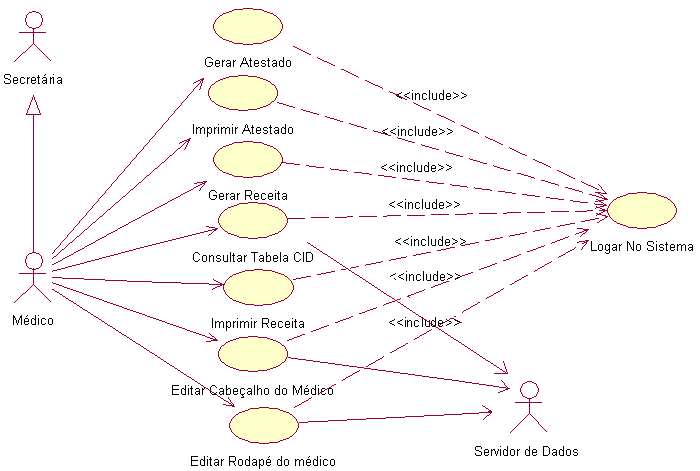 Secretária
Gerar Atestado
<<include>>
Imprimir Atestado
<<include>>
<<include>>
Gerar Receita
<<include>>
Consultar Tabela CID
<<include>>
Logar No Sistema
<<include>>
Médico
Imprimir Receita
<<include>>
Editar Cabeçalho do Médico
Servidor de Dados
Editar Rodapé do médico